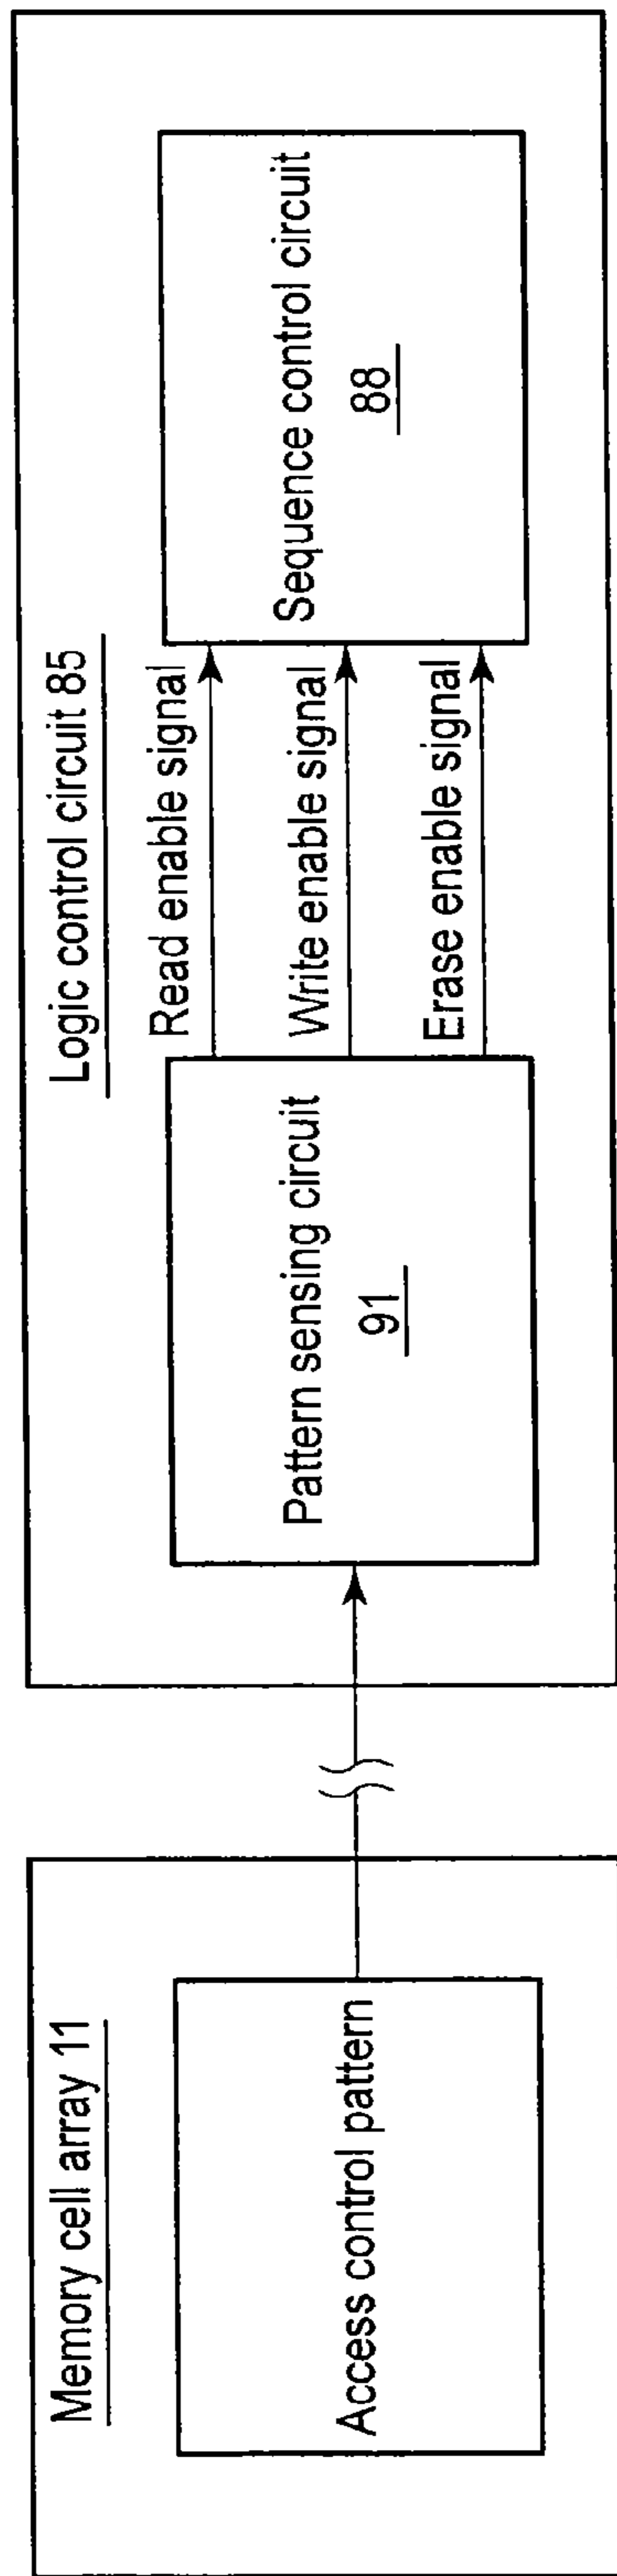 Memory cell array 11
Access control pattern
Logic control circuit 85
Pattern sensing circuit
91
Read enable signal
Write enable signal
Erase enable signal
Sequence control circuit
88